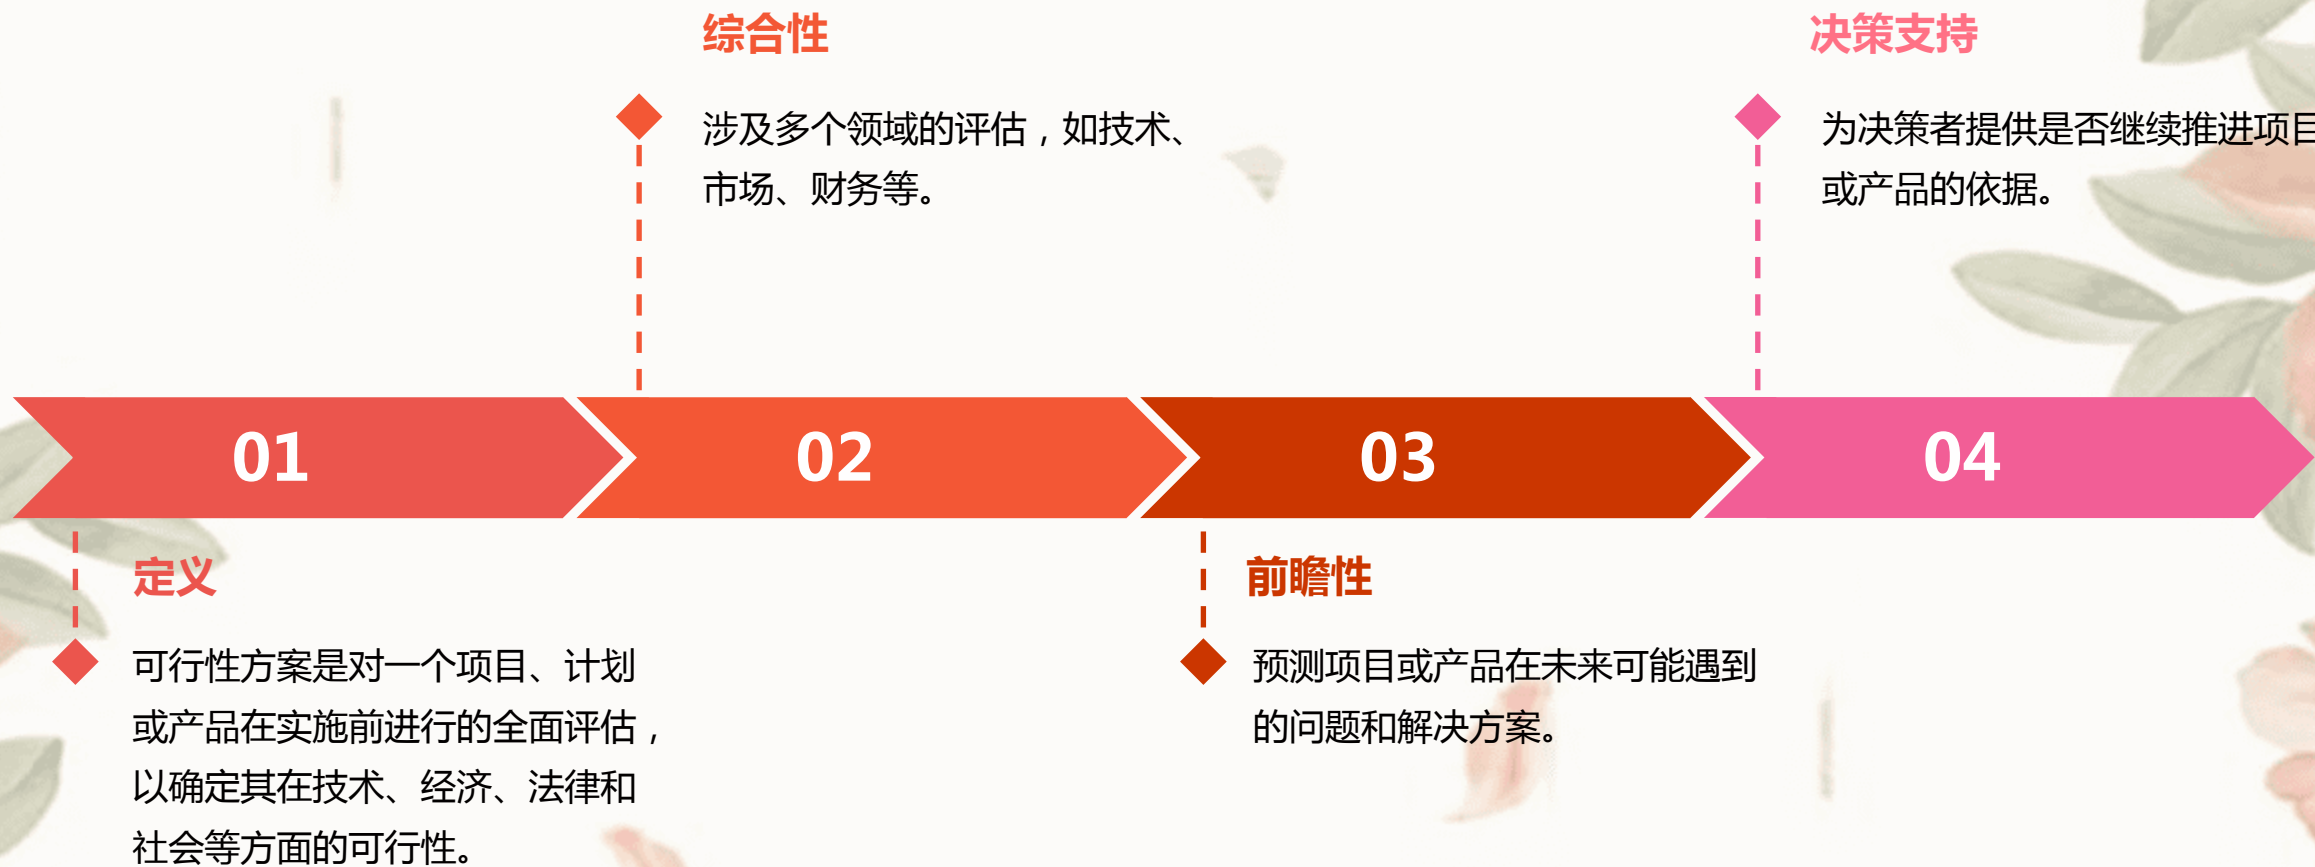 综合性
涉及多个领域的评估，如技术、
市场、财务等。
决策支持
为决策者提供是否继续推进项目
或产品的依据。
01
02
03
04
定义
可行性方案是对一个项目、计划
或产品在实施前进行的全面评估，
以确定其在技术、经济、法律和
社会等方面的可行性。
前瞻性
预测项目或产品在未来可能遇到
的问题和解决方案。